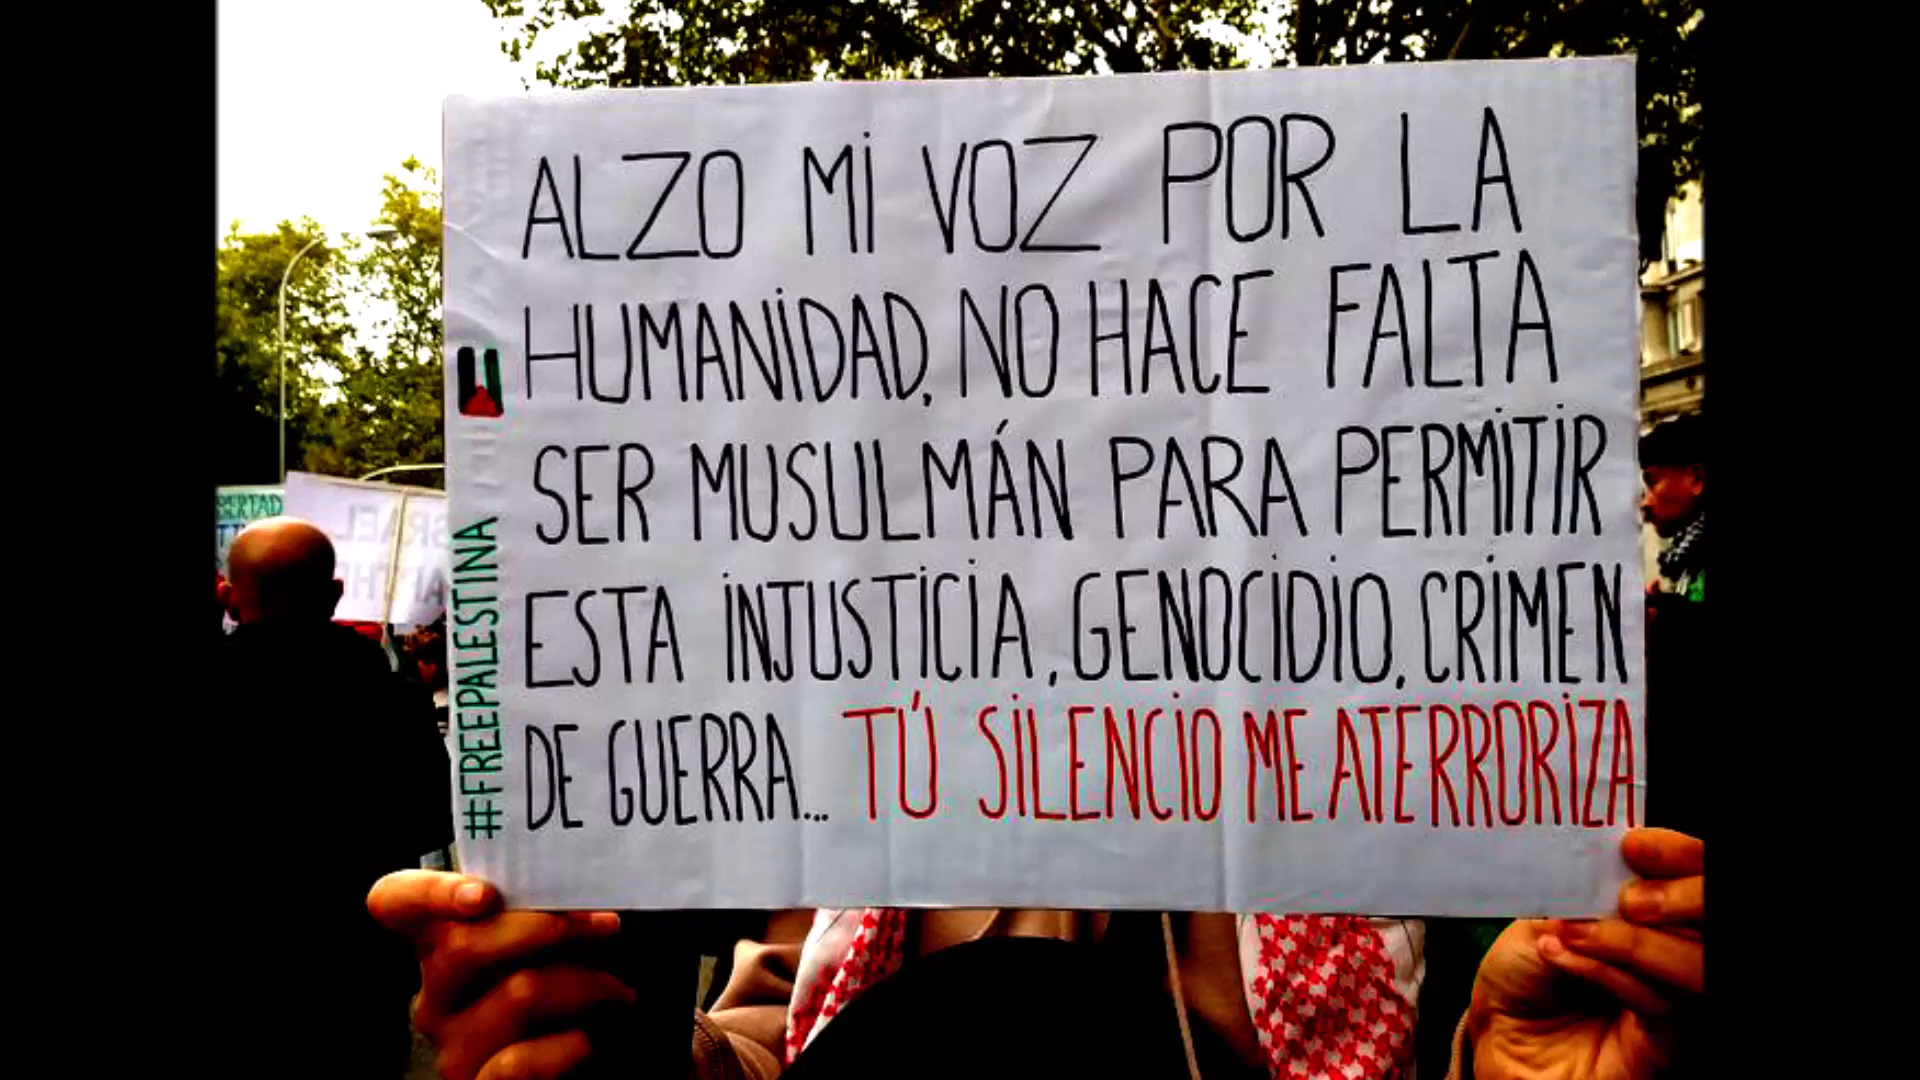 ALZO MI VOZ POR LA
HUMANIDAD, NO HACE FALTA
SER MUSULMÁN PARA PERMITIR
ESTA INJUSTICIA, GENOCIDIO, CRIMEN
DE GUERRA... TÚ SILENCIO ME ATERRORIZA
#FREEPALESTINA